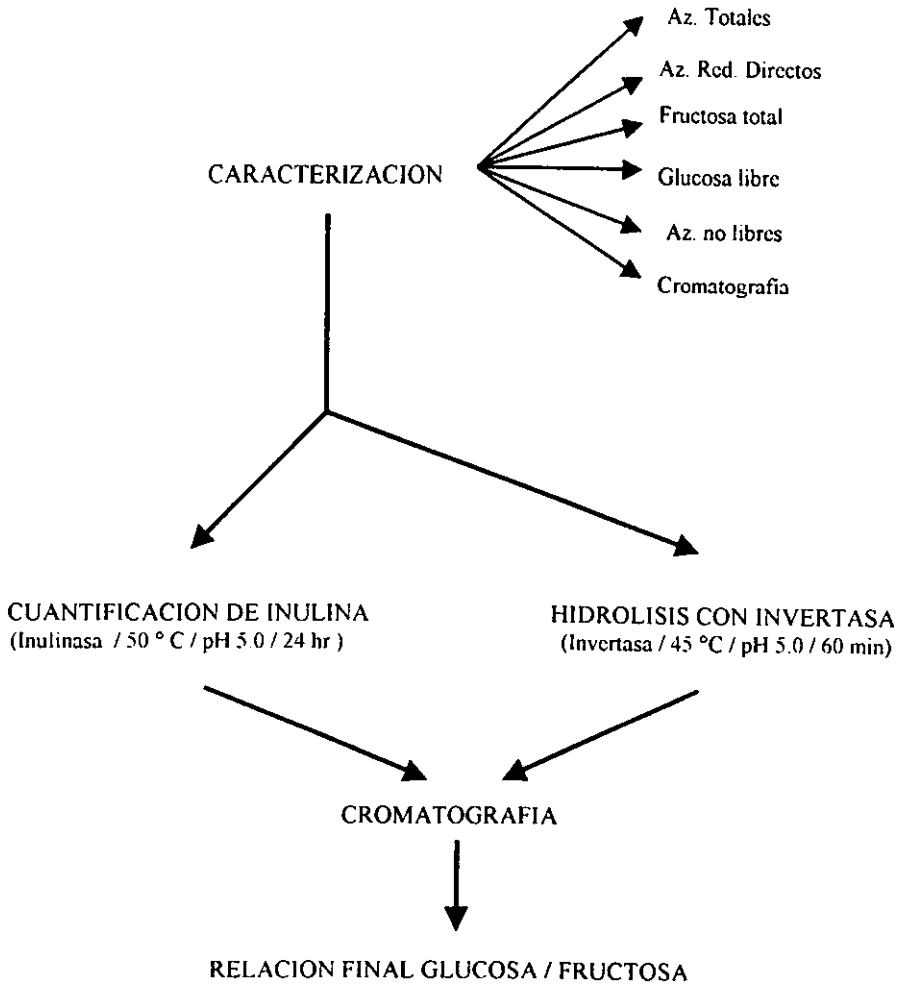 Az. Totales
Az. Red. Directos
Fructosa total
CARACTERIZACION
Glucosa libre
Az. no libres
Cromatografia
CUANTIFICACION DE INULINA
(Inulinasa / 50 ° C / pH 5.0 / 24 hr )
HIDROLISIS CON INVERTASA
(Invertasa / 45 °C / pH 5.0 / 60 min)
CROMATOGRAFIA
RELACION FINAL GLUCOSA / FRUCTOSA